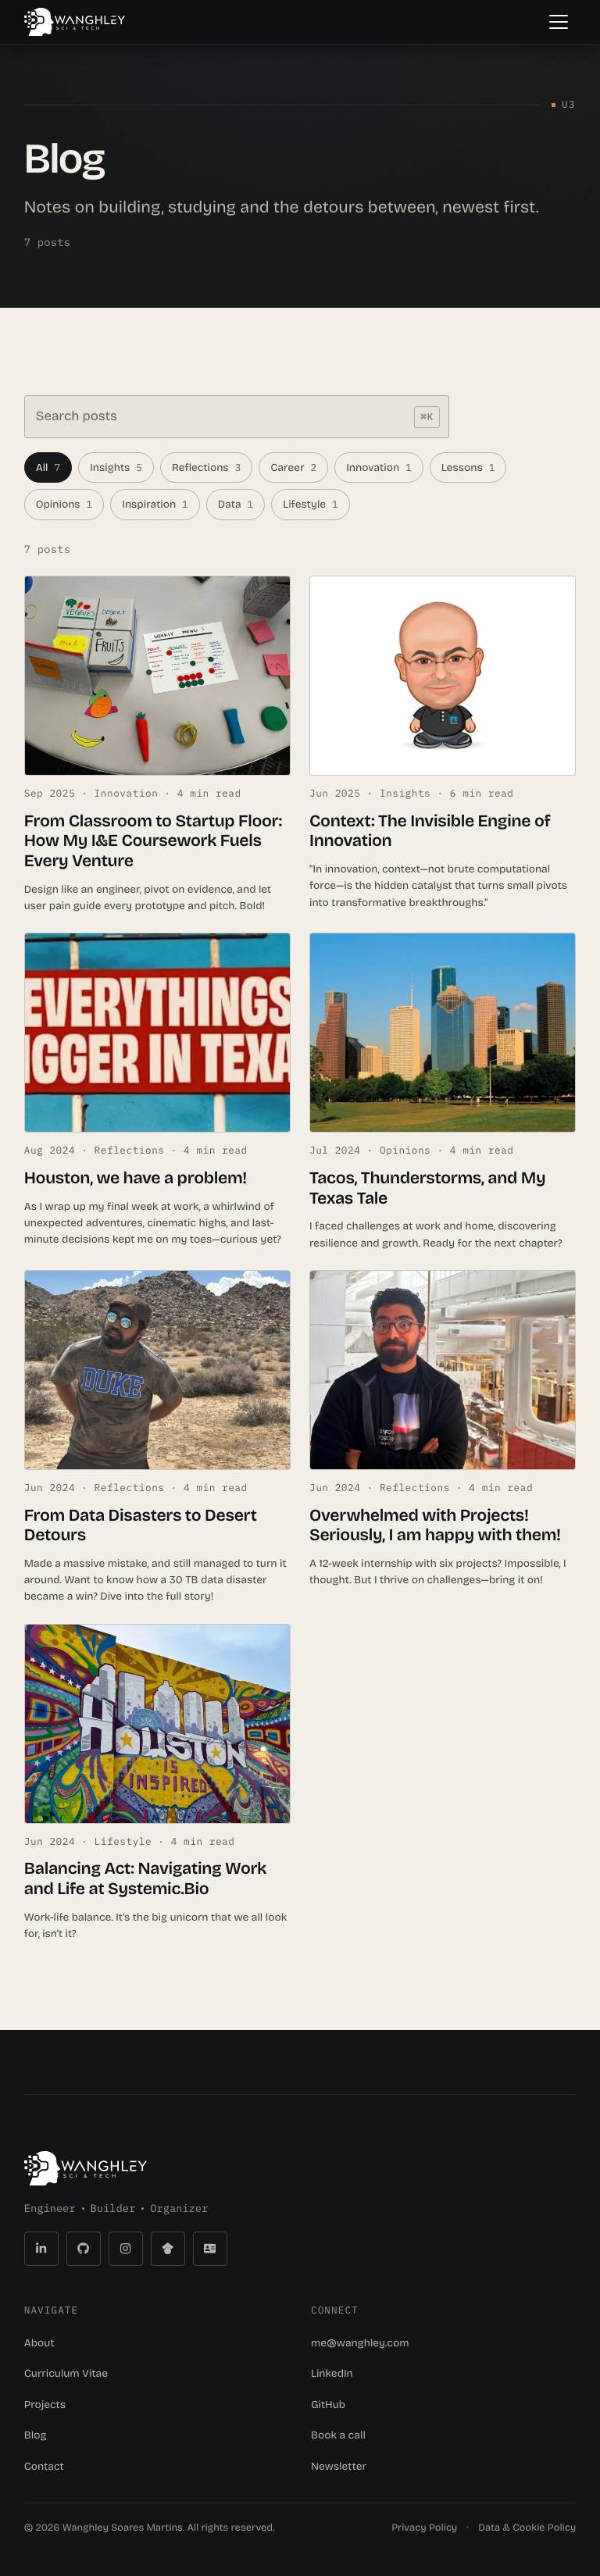 WANGHLEY
SCI & TECH
U3
Blog
Notes on building, studying and the detours between, newest first.
7 posts
Search posts
⌘K
All 7
Insights 5
Reflections 3
Career 2
Innovation 1
Lessons 1
Opinions 1
Inspiration 1
Data 1
Lifestyle 1
7 posts
VEGGIES
DESERT
FRUITS
WEEKLY MENU
Sep 2025 · Innovation · 4 min read
From Classroom to Startup Floor:
How My I&E Coursework Fuels
Every Venture
Design like an engineer, pivot on evidence, and let
user pain guide every prototype and pitch. Bold!
Jun 2025 · Insights · 6 min read
Context: The Invisible Engine of
Innovation
“In innovation, context—not brute computational
force—is the hidden catalyst that turns small pivots
into transformative breakthroughs.”
EVERYTHINGS
IGGER IN TEXA
Aug 2024 · Reflections · 4 min read
Houston, we have a problem!
As I wrap up my final week at work, a whirlwind of
unexpected adventures, cinematic highs, and last-
minute decisions kept me on my toes—curious yet?
Jul 2024 · Opinions · 4 min read
Tacos, Thunderstorms, and My
Texas Tale
I faced challenges at work and home, discovering
resilience and growth. Ready for the next chapter?
DUKE
Jun 2024 · Reflections · 4 min read
From Data Disasters to Desert
Detours
Made a massive mistake, and still managed to turn it
around. Want to know how a 30 TB data disaster
became a win? Dive into the full story!
Jun 2024 · Reflections · 4 min read
Overwhelmed with Projects!
Seriously, I am happy with them!
A 12-week internship with six projects? Impossible, I
thought. But I thrive on challenges—bring it on!
HOUSTON
IS
INSPIRED
Jun 2024 · Lifestyle · 4 min read
Balancing Act: Navigating Work
and Life at Systemic.Bio
Work-life balance. It’s the big unicorn that we all look
for, isn’t it?
WANGHLEY
SCI & TECH
Engineer • Builder • Organizer
in
NAVIGATE
About
Curriculum Vitae
Projects
Blog
Contact
CONNECT
me@wanghley.com
LinkedIn
GitHub
Book a call
Newsletter
© 2026 Wanghley Soares Martins. All rights reserved.
Privacy Policy · Data & Cookie Policy